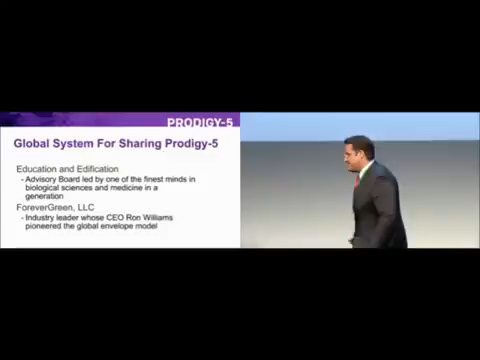 PRODIGY-5
Global System For Sharing Prodigy-5
Education and Edification
- Advisory Board led by one of the finest minds in
biological sciences and medicine in a
generation
ForeverGreen, LLC
- Industry leader whose CEO Ron Williams
pioneered the global envelope model